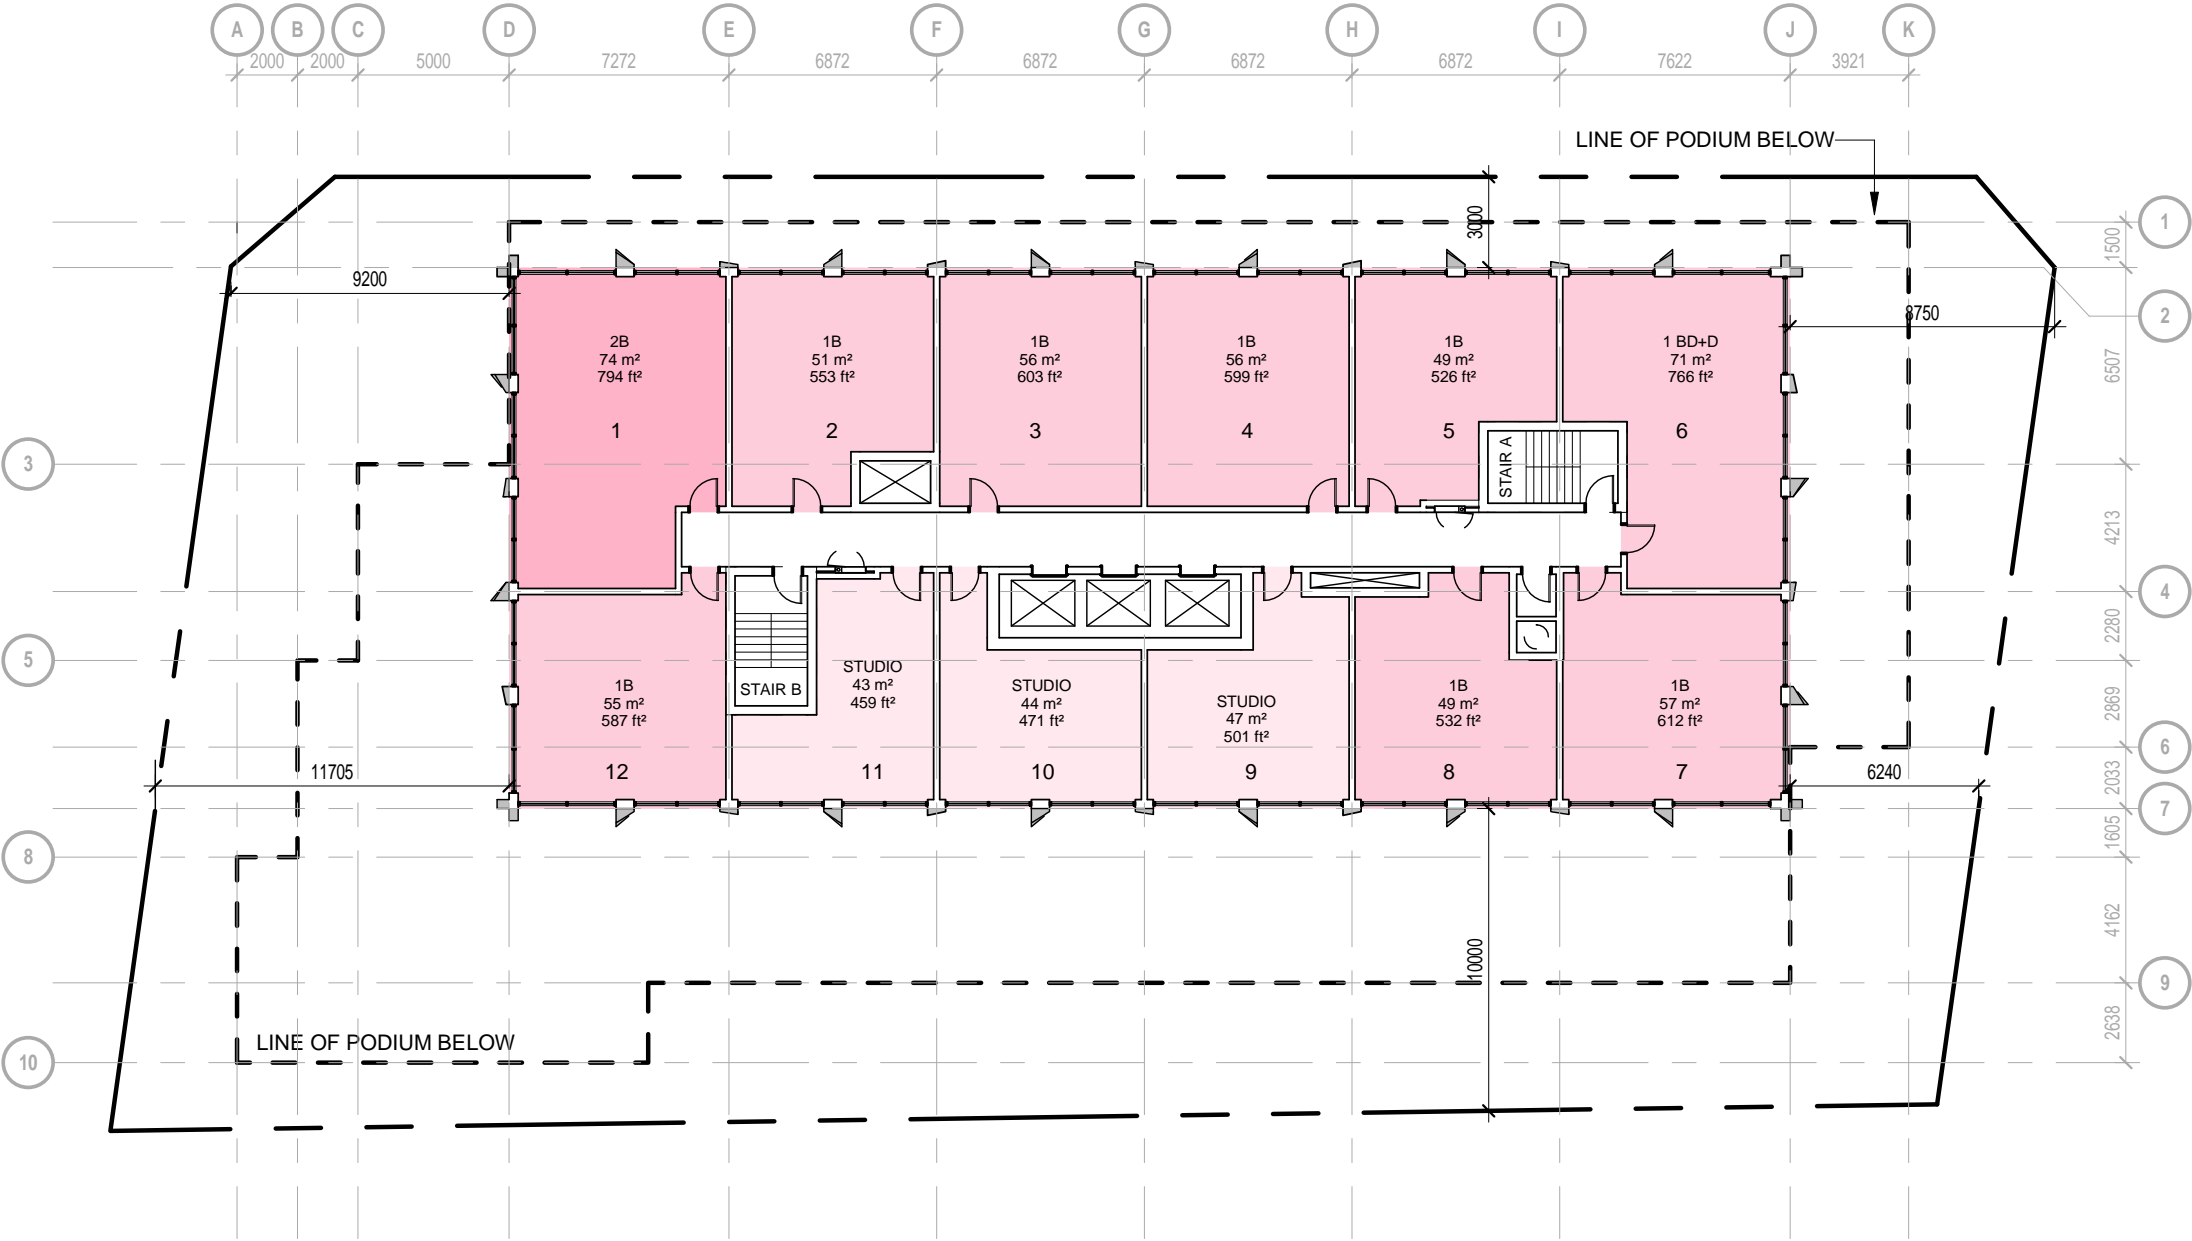 A B C D E F G H I J K
2000 2000 5000 7272 6872 6872 6872 6872 7622 3921
LINE OF PODIUM BELOW
1
3000
1500
9200
8750
2
2B
74 m²
794 ft²
1
1B
51 m²
553 ft²
2
1B
56 m²
603 ft²
3
1B
56 m²
599 ft²
4
1B
49 m²
526 ft²
5
1 BD+D
71 m²
766 ft²
6
6507
3
STAIR A
4213
4
2280
5
1B
55 m²
587 ft²
12
STAIR B
STUDIO
43 m²
459 ft²
11
STUDIO
44 m²
471 ft²
10
STUDIO
47 m²
501 ft²
9
1B
49 m²
532 ft²
8
1B
57 m²
612 ft²
7
2869
6
11705
6240
2033
7
1605
8
4162
10000
9
2638
LINE OF PODIUM BELOW
10